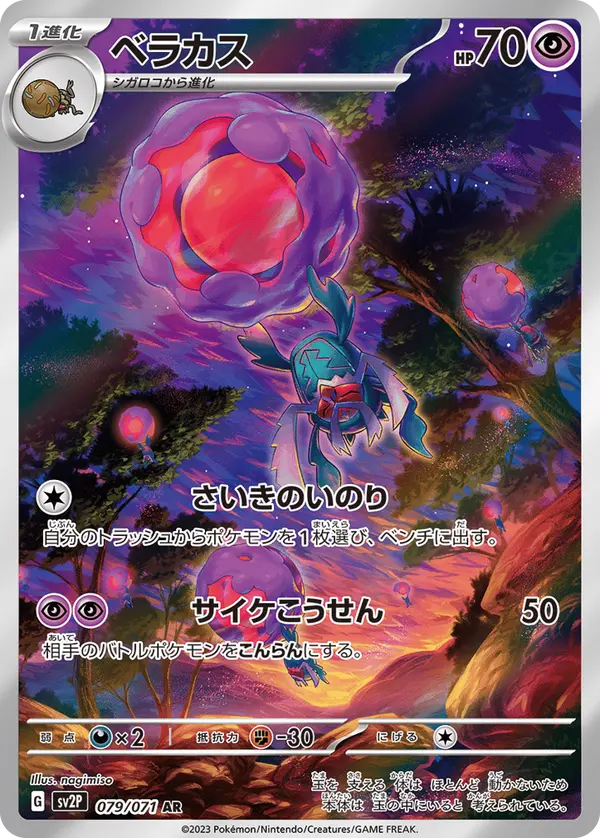 1進化
ベラカス
HP70
シガロコから進化
さいきのいのり
自分のトラッシュからポケモンを1枚選び、ベンチに出す。
サイケこうせん 50
相手のバトルポケモンをこんらんにする。
弱点 ×2 抵抗力 -30 にげる
Illus. nagimiso
G sv2P 079/071 AR
玉を 支える 体は ほとんど 動かないため
本体は 玉の中にいると 考えられている。
©2023 Pokémon/Nintendo/Creatures/GAME FREAK.